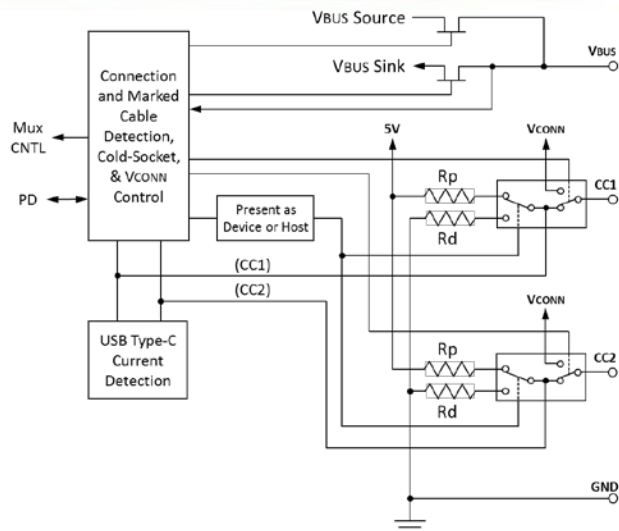 VBUS Source
VBUS Sink
VBUS
Connection
and Marked
Cable
Detection,
Cold-Socket,
& VCONN
Control
Mux
CNTL
PD
5V
VCONN
CC1
Rp
Rd
Present as
Device or Host
(CC1)
(CC2)
USB Type-C
Current
Detection
VCONN
CC2
Rp
Rd
GND